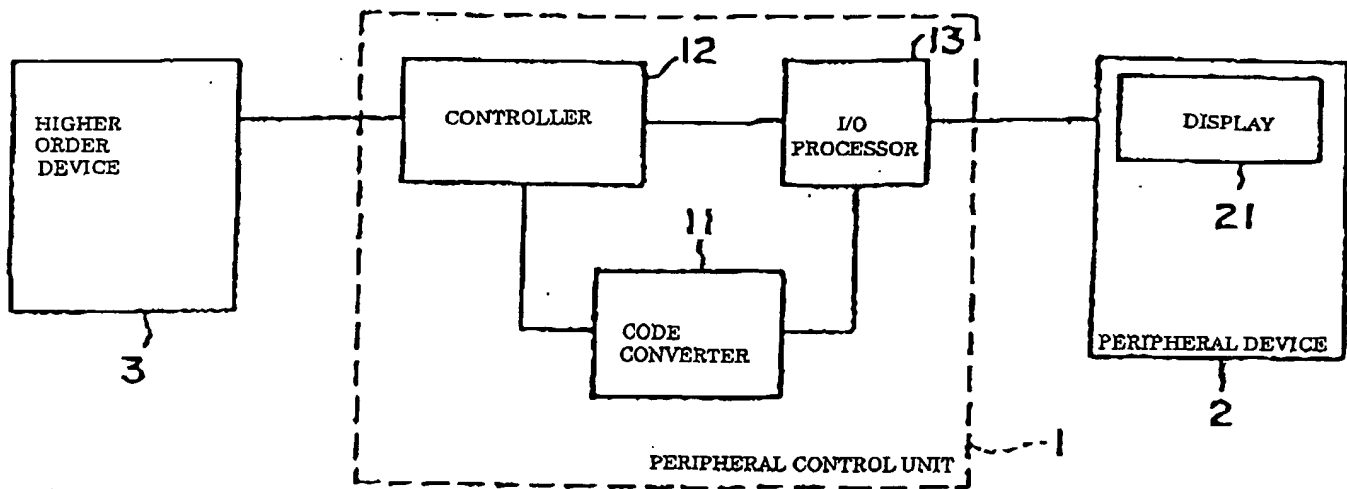 13
12
HIGHER
ORDER
DEVICE
CONTROLLER
I/O
PROCESSOR
DISPLAY
21
11
3
CODE
CONVERTER
PERIPHERAL DEVICE
2
1
PERIPHERAL CONTROL UNIT